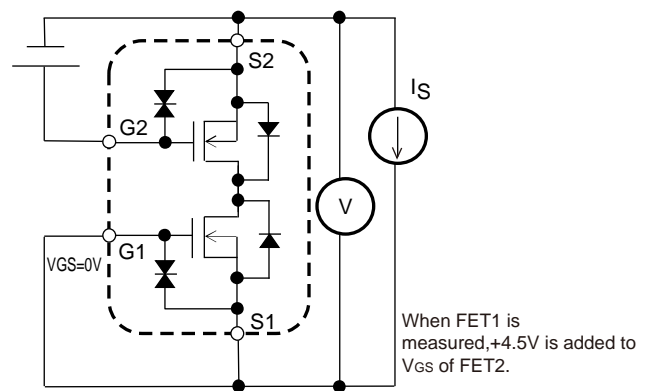 S2
IS
G2
V
G1
VGS=0V
S1
When FET1 is
measured,+4.5V is added to
VGS of FET2.